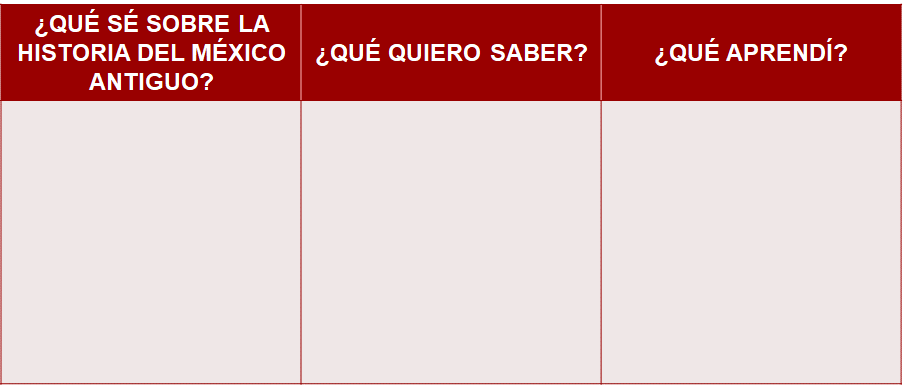 ¿QUÉ SÉ SOBRE LA
HISTORIA DEL MÉXICO
ANTIGUO?
¿QUÉ QUIERO SABER?
¿QUÉ APRENDÍ?